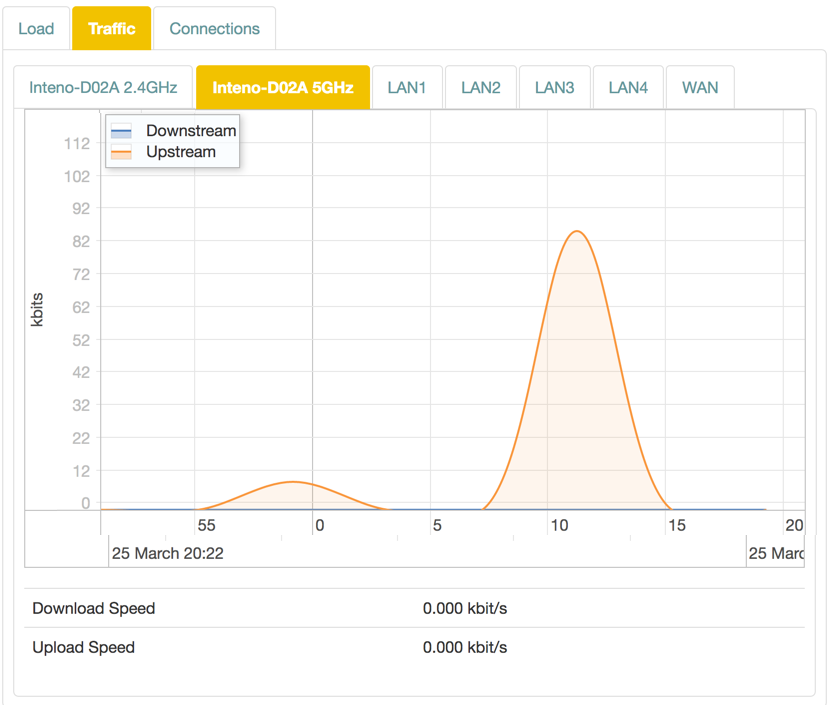 Load Traffic Connections
Inteno-D02A 2.4GHz Inteno-D02A 5GHz LAN1 LAN2 LAN3 LAN4 WAN
Downstream
Upstream
112
102
92
82
72
62
52
42
32
22
12
0
kbits
55 0 5 10 15 20
25 March 20:22 25 Marc
Download Speed 0.000 kbit/s
Upload Speed 0.000 kbit/s